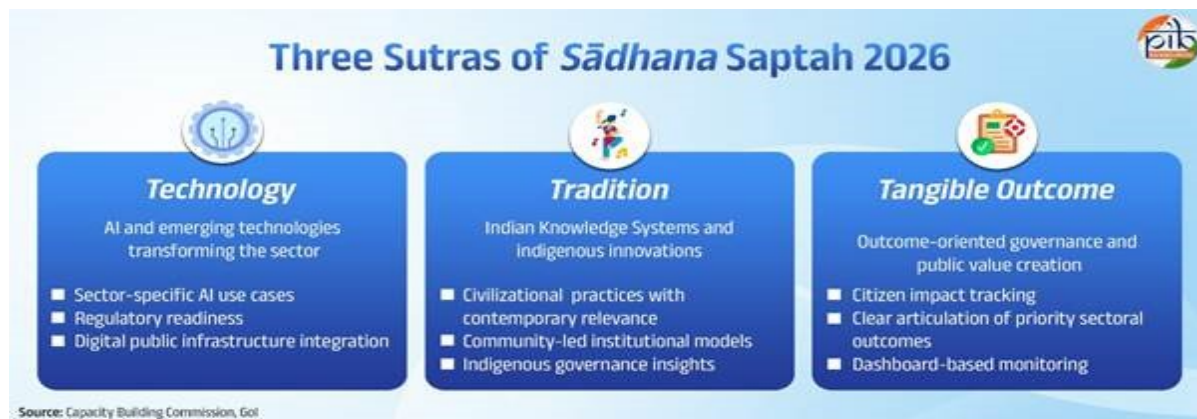 Three Sutras of Sādhana Saptah 2026
pib
Technology
AI and emerging technologies
transforming the sector
■ Sector-specific AI use cases
■ Regulatory readiness
■ Digital public infrastructure integration
Tradition
Indian Knowledge Systems and
indigenous innovations
■ Civilizational practices with
contemporary relevance
■ Community-led institutional models
■ Indigenous governance insights
Tangible Outcome
Outcome-oriented governance and
public value creation
■ Citizen impact tracking
■ Clear articulation of priority sectoral
outcomes
■ Dashboard-based monitoring
Source: Capacity Building Commission, GoI